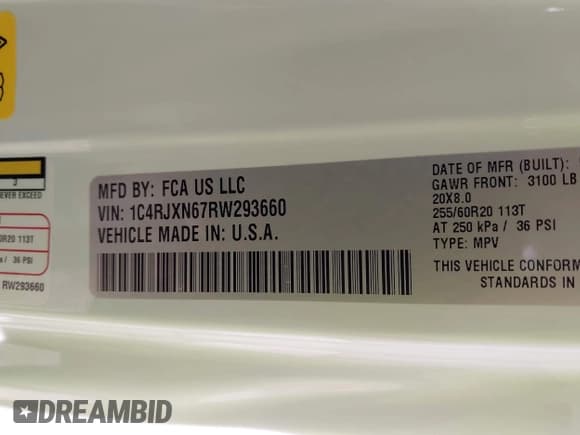 3
NEVER EXCEED
R20 113T
/ 36 PSI
RW293660
MFD BY: FCA US LLC
VIN: 1C4RJXN67RW293660
VEHICLE MADE IN: U.S.A.
DATE OF MFR (BUILT):
GAWR FRONT: 3100 LB
20X8.0
255/60R20 113T
AT 250 kPa / 36 PSI
TYPE: MPV
THIS VEHICLE CONFORM
STANDARDS IN
DREAMBID